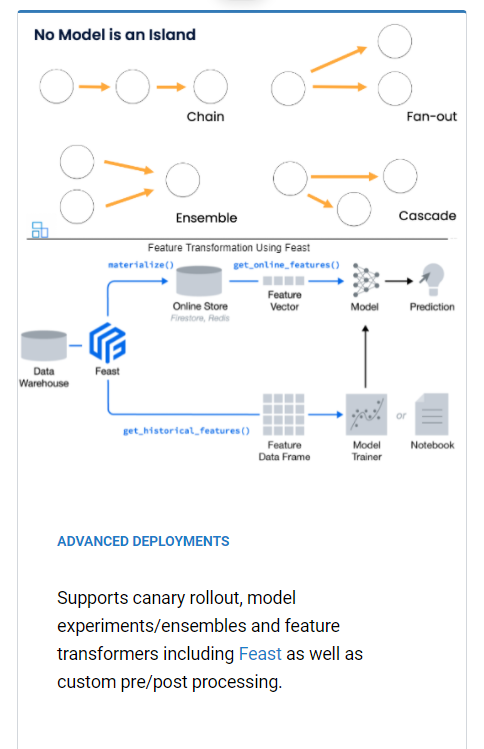 No Model is an Island
Chain
Fan-out
Ensemble
Cascade
Feature Transformation Using Feast
materialize()
get_online_features()
Online Store
Firestore, Redis
Feature
Vector
Model
Prediction
Data
Warehouse
Feast
get_historical_features()
Feature
Data Frame
Model
Trainer
or
Notebook
ADVANCED DEPLOYMENTS
Supports canary rollout, model
experiments/ensembles and feature
transformers including Feast as well as
custom pre/post processing.